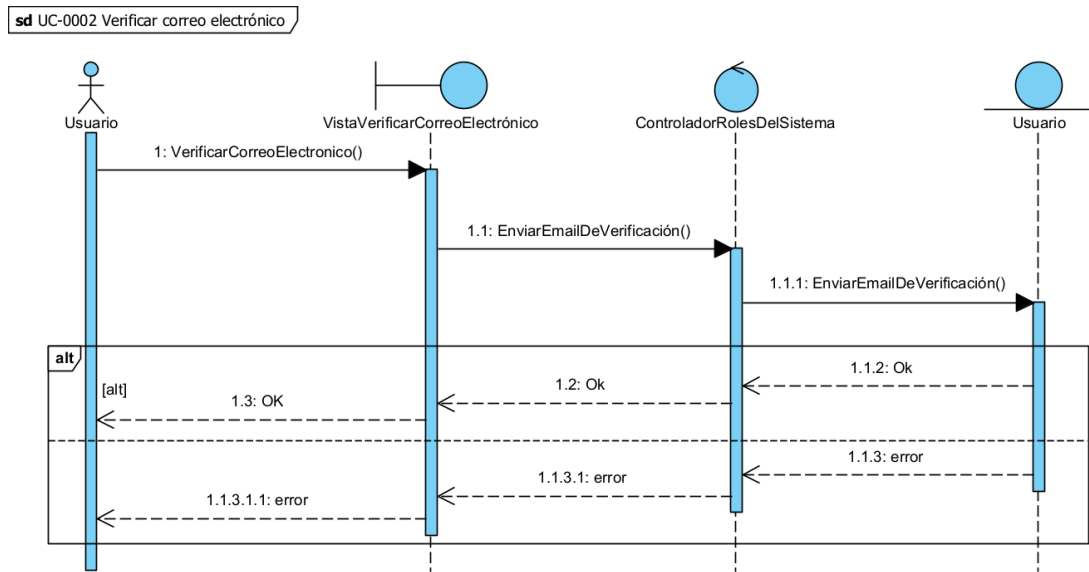 sd UC-0002 Verificar correo electrónico
Usuario
VistaVerificarCorreoElectrónico
ControladorRolesDelSistema
Usuario
1: VerificarCorreoElectronico()
1.1: EnviarEmailDeVerificación()
1.1.1: EnviarEmailDeVerificación()
alt
[alt]
1.1.2: Ok
1.2: Ok
1.3: OK
1.1.3: error
1.1.3.1: error
1.1.3.1.1: error